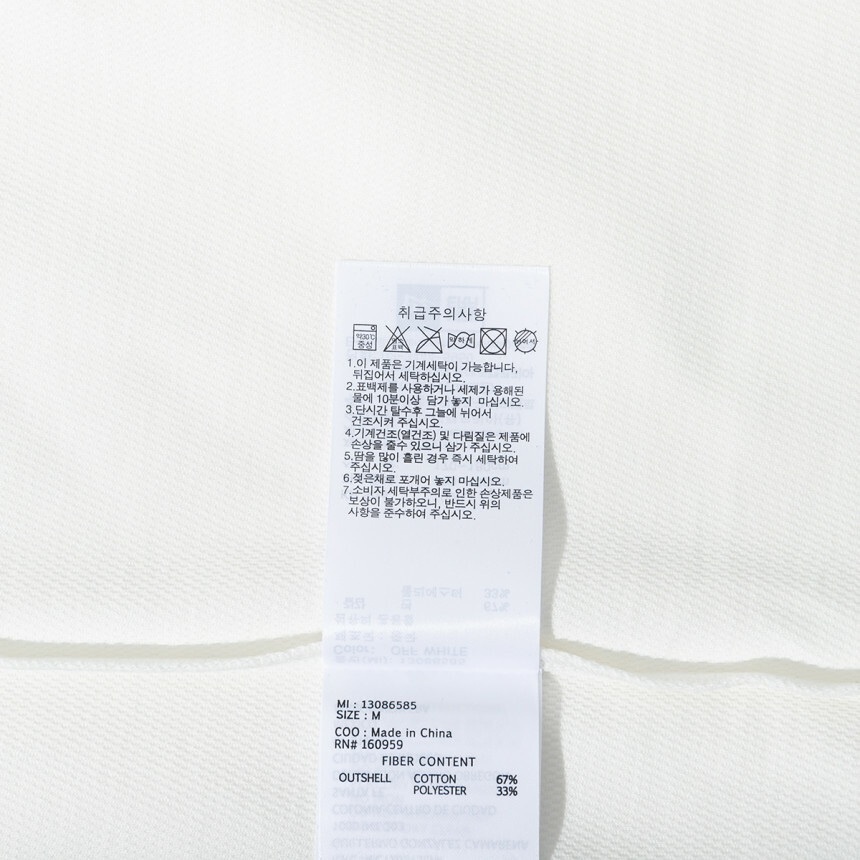 취급주의사항
약30℃
중성
1.이 제품은 기계세탁이 가능합니다,
뒤집어서 세탁하십시오.
2.표백제를 사용하거나 세제가 용해된
물에 10분이상 담가 놓지 마십시오.
3.단시간 탈수후 그늘에 뉘어서
건조시켜 주십시오.
4.기계건조(열건조) 및 다림질은 제품에
손상을 줄수 있으니 삼가 주십시오.
5.땀을 많이 흘린 경우 즉시 세탁하여
주십시오.
6.젖은채로 포개어 놓지 마십시오.
7.소비자 세탁부주의로 인한 손상제품은
보상이 불가하오니, 반드시 위의
사항을 준수하여 주십시오.
MI : 13086585
SIZE : M
COO : Made in China
RN# 160959
FIBER CONTENT
OUTSHELL COTTON 67%
POLYESTER 33%